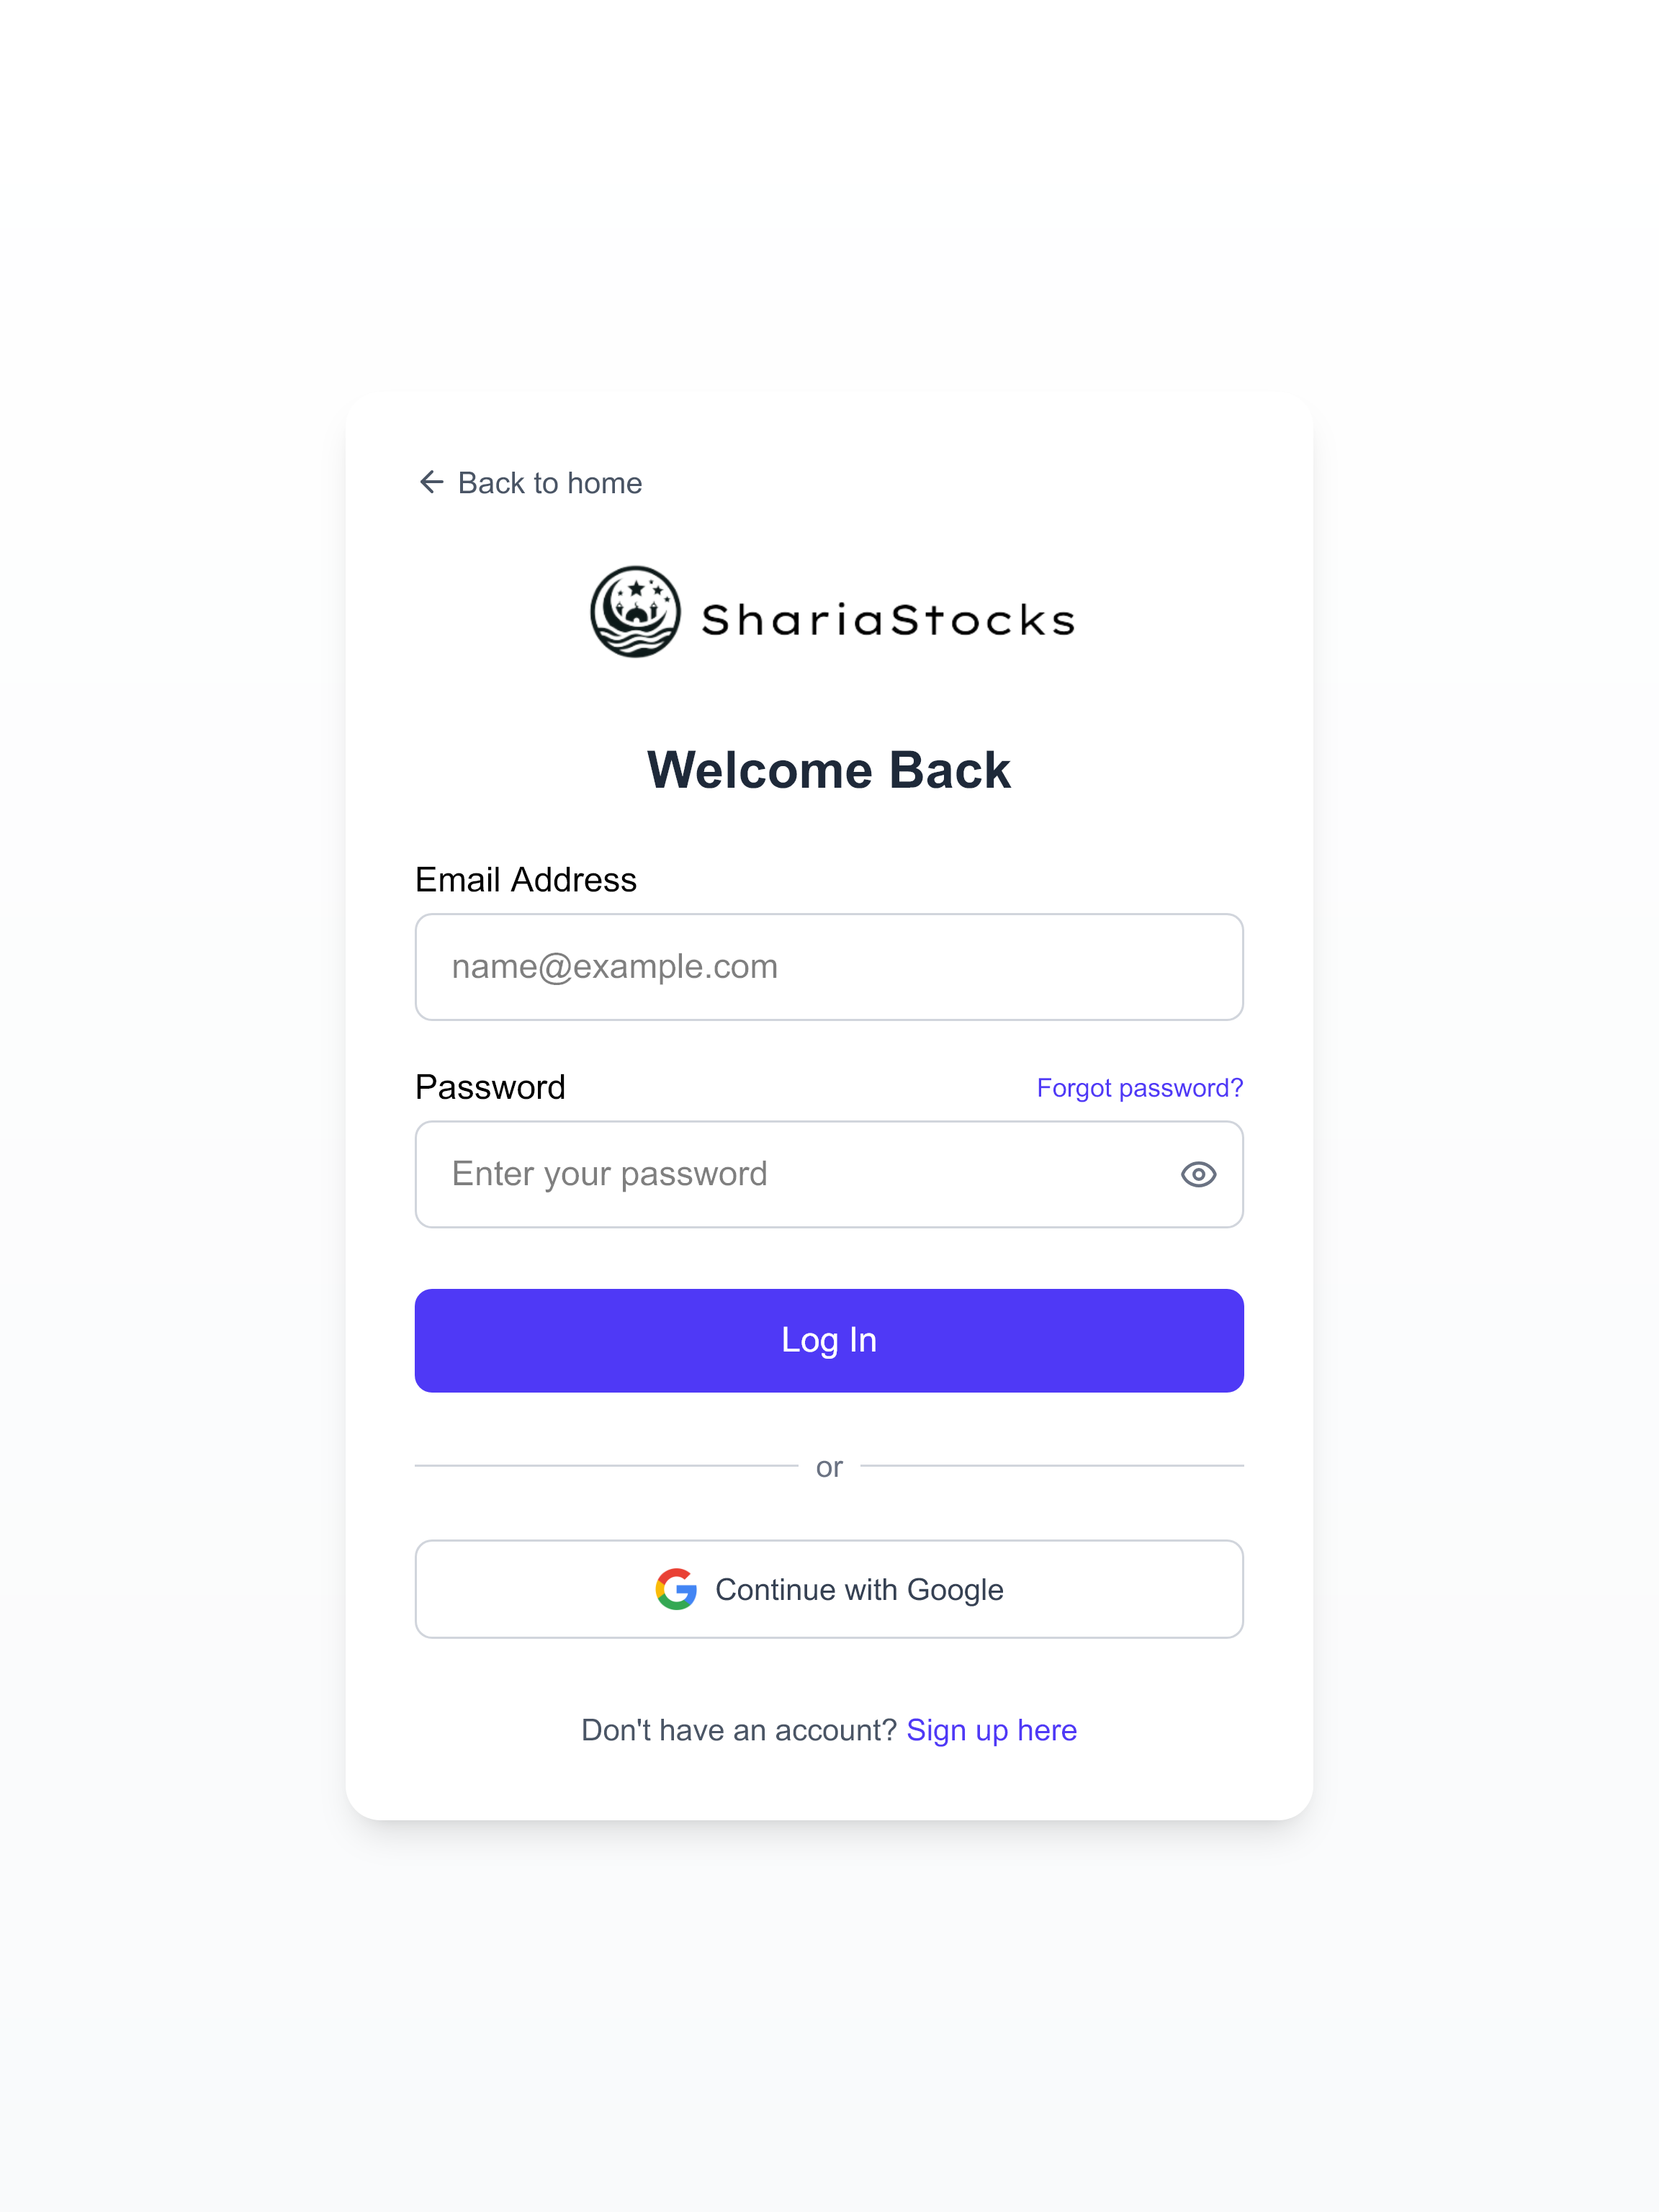 Back to home
ShariaStocks
Welcome Back
Email Address
name@example.com
Password
Forgot password?
Enter your password
Log In
or
Continue with Google
Don't have an account? Sign up here